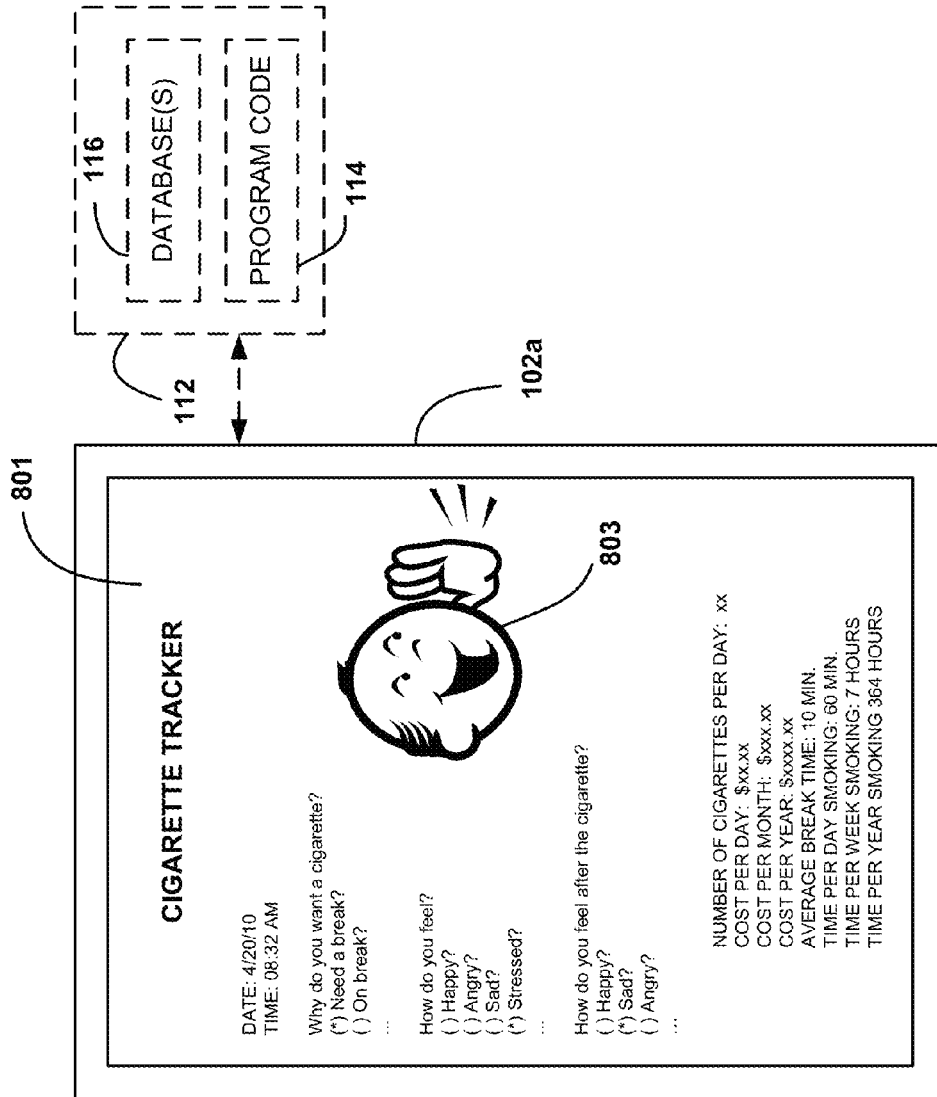 801
CIGARETTE TRACKER
DATE: 4/20/10
TIME: 08:32 AM
Why do you want a cigarette?
(*) Need a break?
( ) On break?
...
How do you feel?
( ) Happy?
( ) Angry?
( ) Sad?
(*) Stressed?
...
How do you feel after the cigarette?
( ) Happy?
(*) Sad?
( ) Angry?
...
803
NUMBER OF CIGARETTES PER DAY: xx
COST PER DAY: $xx.xx
COST PER MONTH: $xxx.xx
COST PER YEAR: $xxxx.xx
AVERAGE BREAK TIME: 10 MIN.
TIME PER DAY SMOKING: 60 MIN.
TIME PER WEEK SMOKING: 7 HOURS
TIME PER YEAR SMOKING 364 HOURS
102a
112
116
DATABASE(S)
PROGRAM CODE
114